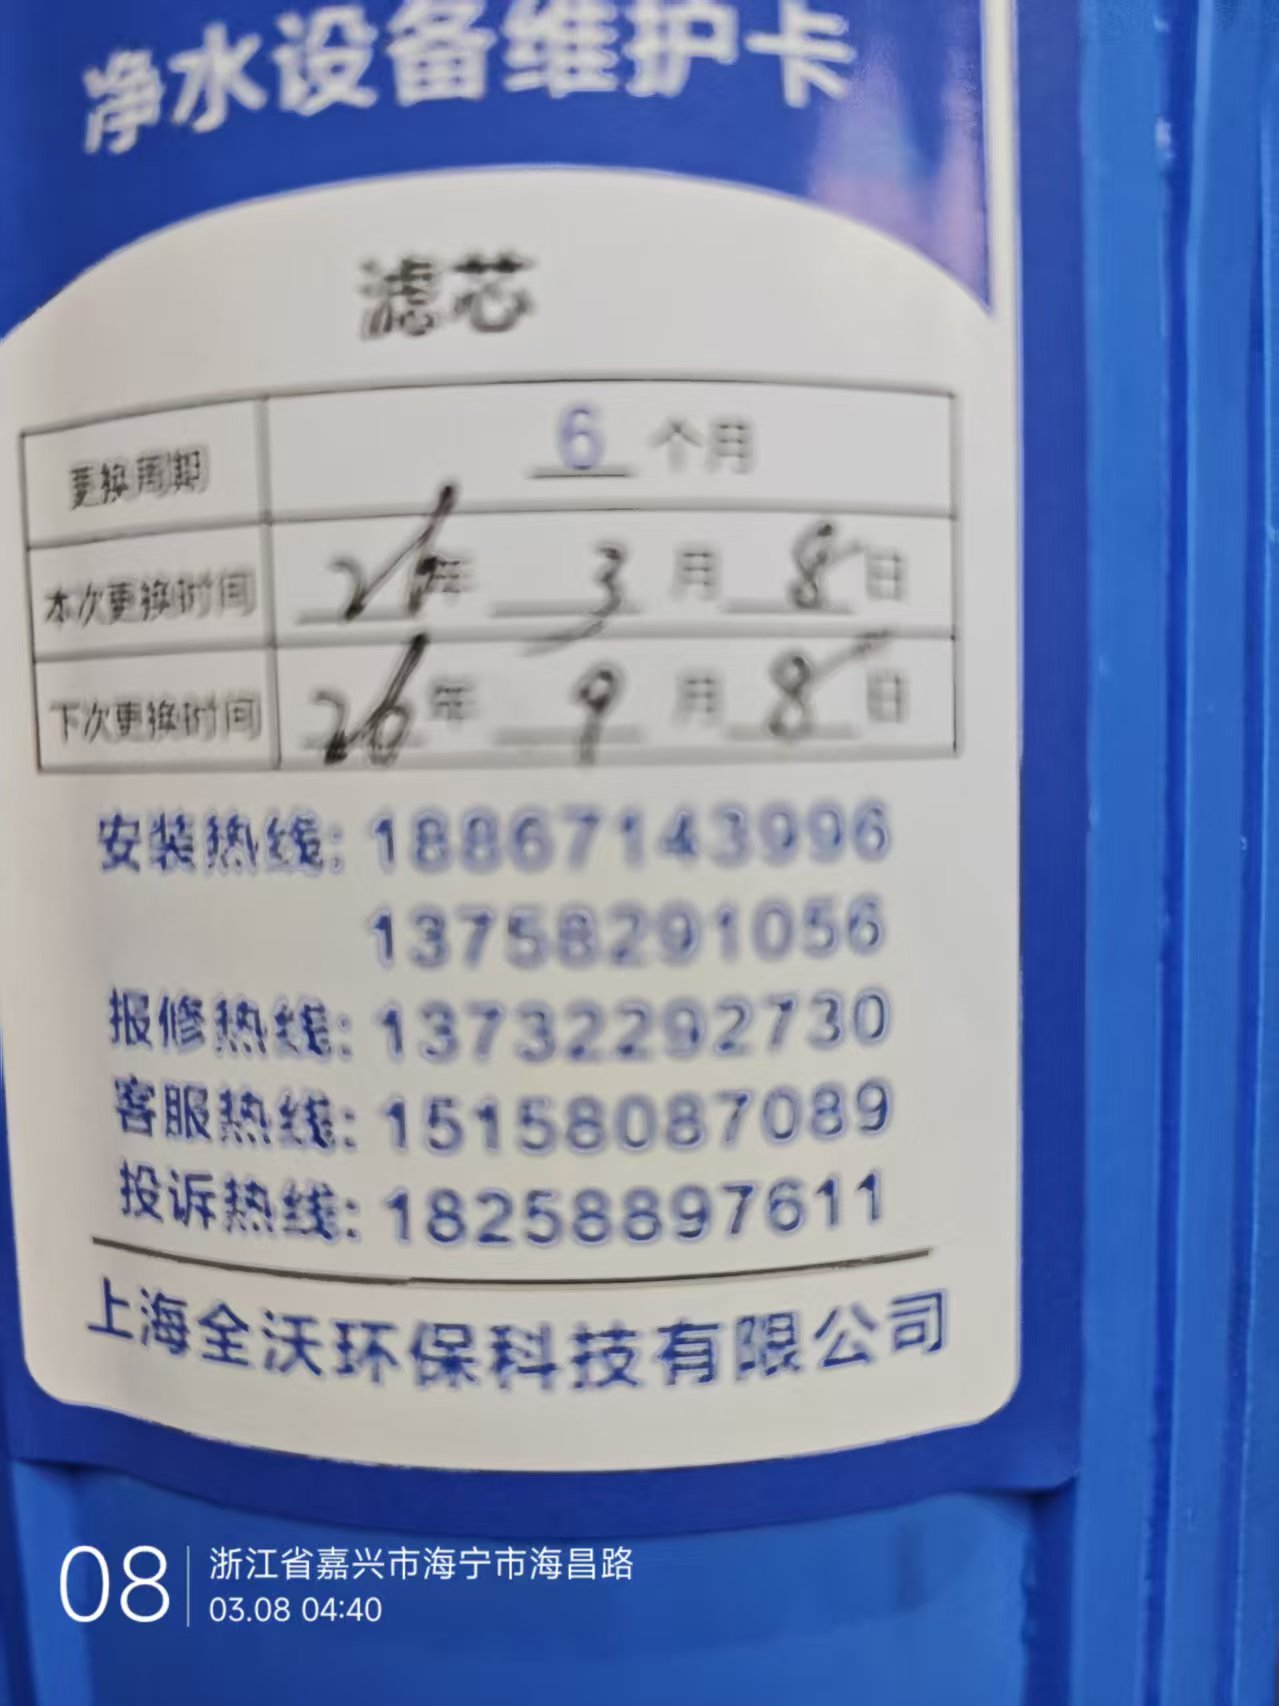 净水设备维护卡
滤芯
更换周期 6 个月
本次更换时间 26年 3月 8日
下次更换时间 26年 9月 8日
安装热线: 18867143996
13758291056
报修热线: 13732292730
客服热线: 15158087089
投诉热线: 18258897611
上海全沃环保科技有限公司
08 浙江省嘉兴市海宁市海昌路
03.08 04:40